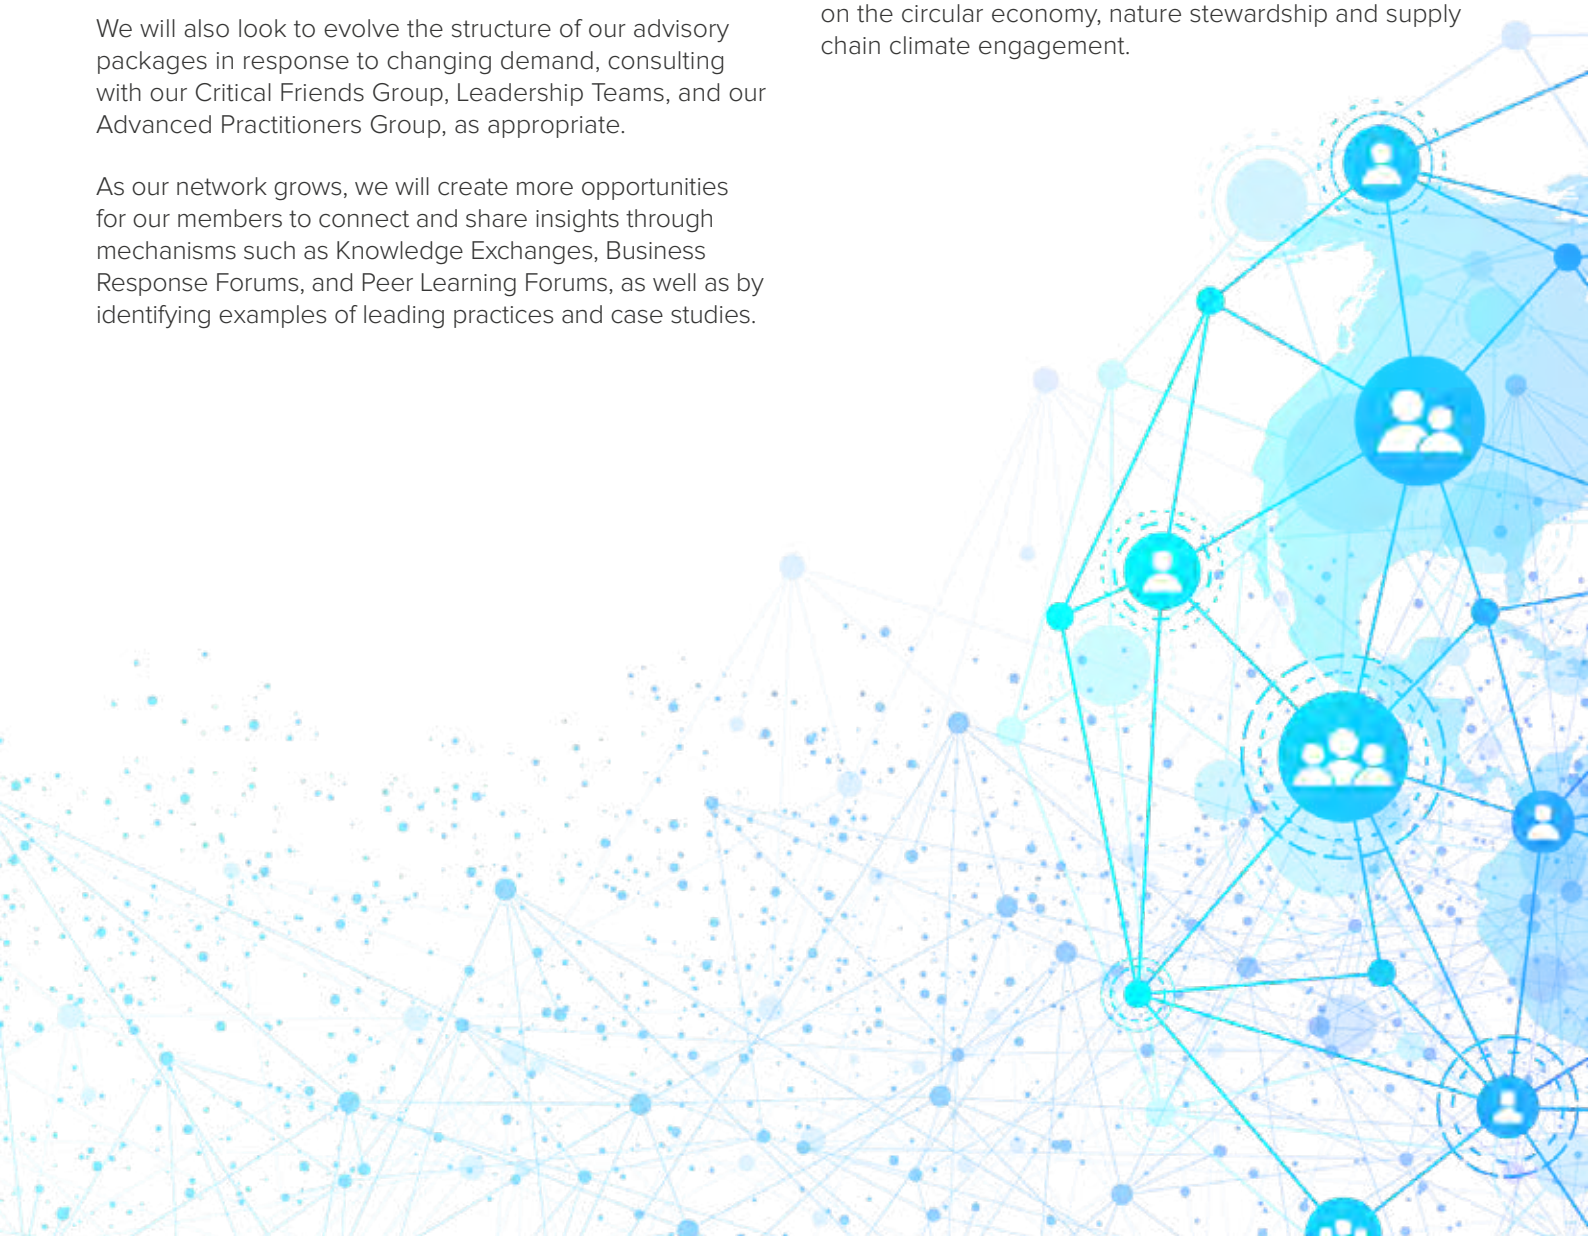 We will also look to evolve the structure of our advisory
packages in response to changing demand, consulting
with our Critical Friends Group, Leadership Teams, and our
Advanced Practitioners Group, as appropriate.
As our network grows, we will create more opportunities
for our members to connect and share insights through
mechanisms such as Knowledge Exchanges, Business
Response Forums, and Peer Learning Forums, as well as by
identifying examples of leading practices and case studies.
on the circular economy, nature stewardship and supply
chain climate engagement.